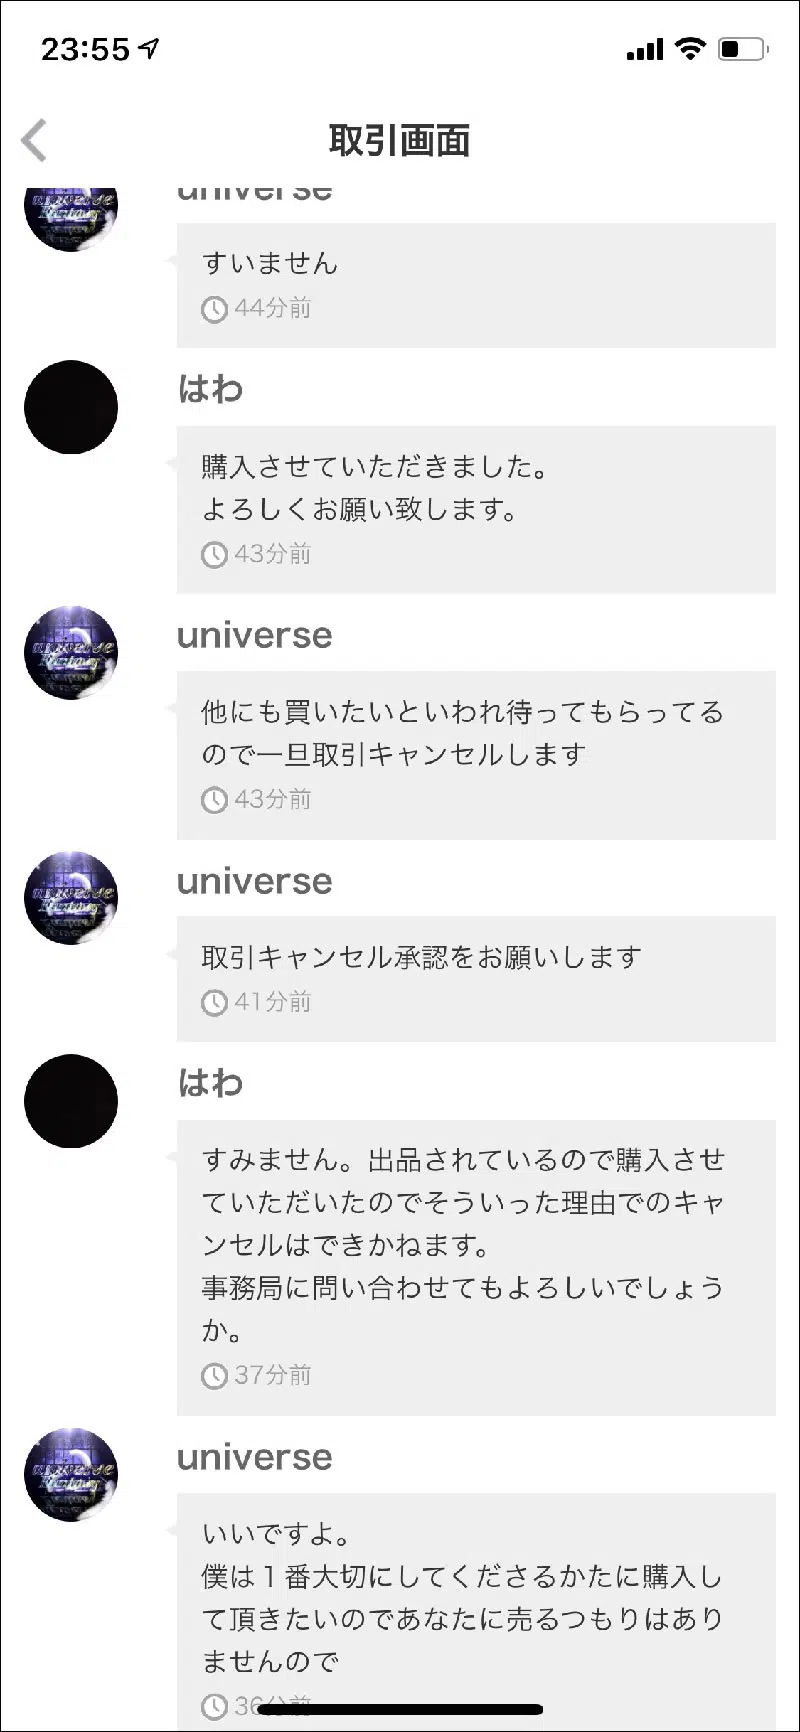 23:55
取引画面
universe
すいません
44分前
はわ
購入させていただきました。
よろしくお願い致します。
43分前
universe
他にも買いたいといわれ待ってもらってる
ので一旦取引キャンセルします
43分前
universe
取引キャンセル承認をお願いします
41分前
はわ
すみません。出品されているので購入させ
ていただいたのでそういった理由でのキャ
ンセルはできかねます。
事務局に問い合わせてもよろしいでしょう
か。
37分前
universe
いいですよ。
僕は１番大切にしてくださるかたに購入し
て頂きたいのであなたに売るつもりはあり
ませんので
36分前